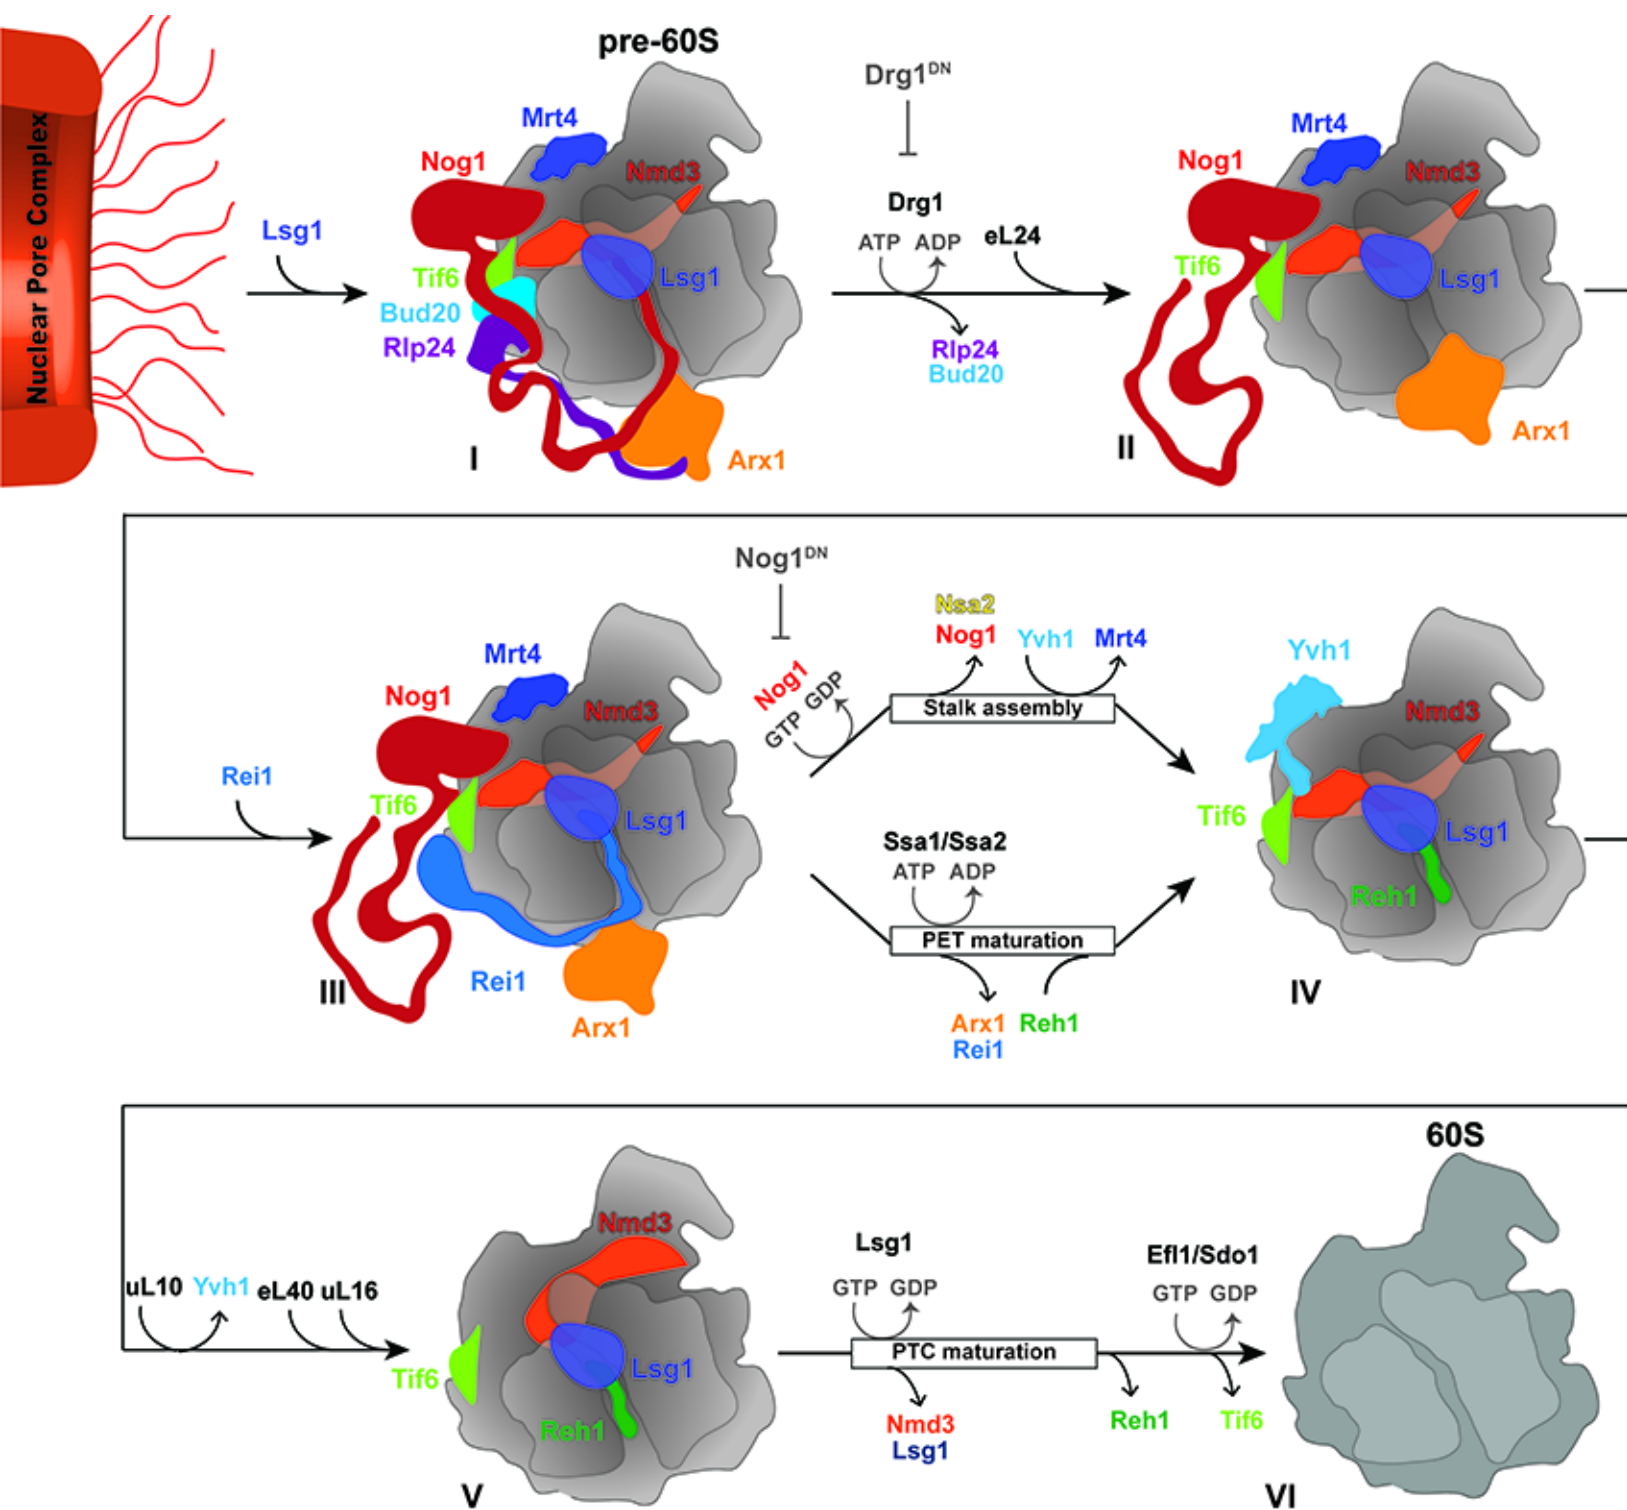 Nuclear Pore Complex
Lsg1
pre-60S
Mrt4
Nog1
Nmd3
Tif6
Lsg1
Bud20
Rlp24
Arx1
I
Drg1DN
Drg1
ATP ADP
eL24
Rlp24
Bud20
Mrt4
Nog1
Nmd3
Tif6
Lsg1
Arx1
II
Rei1
Mrt4
Nog1
Nmd3
Tif6
Lsg1
Rei1
Arx1
III
Nog1DN
Nog1
GTP GDP
Nsa2
Nog1
Yvh1
Mrt4
Stalk assembly
Ssa1/Ssa2
ATP ADP
PET maturation
Arx1
Rei1
Reh1
Yvh1
Nmd3
Tif6
Lsg1
Reh1
IV
uL10 Yvh1 eL40 uL16
Nmd3
Tif6
Lsg1
Reh1
V
Lsg1
GTP GDP
PTC maturation
Nmd3
Lsg1
Efl1/Sdo1
GTP GDP
Reh1
Tif6
60S
VI